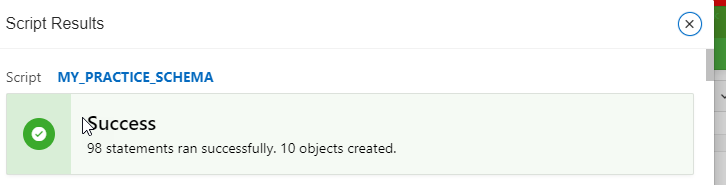 Script Results
Script MY_PRACTICE_SCHEMA
Success
98 statements ran successfully. 10 objects created.